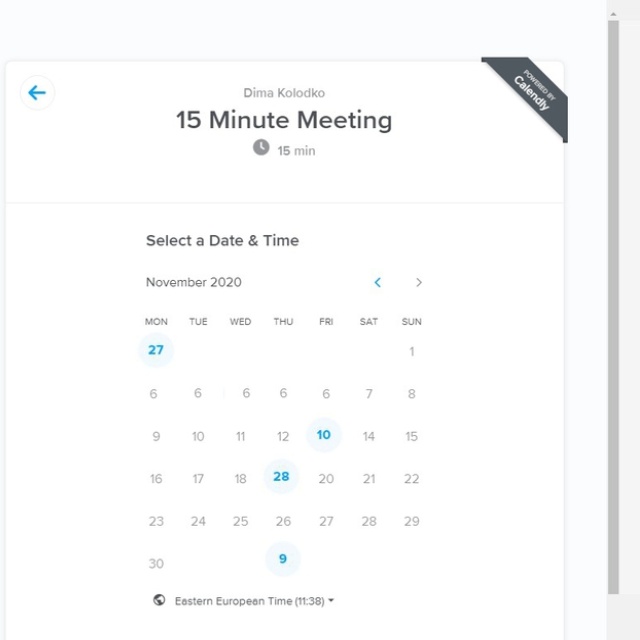 POWERED BY
Calendly
Dima Kolodko
15 Minute Meeting
15 min
Select a Date & Time
November 2020
MON TUE WED THU FRI SAT SUN
27 1
6 6 6 6 6 7 8
9 10 11 12 10 14 15
16 17 18 28 20 21 22
23 24 25 26 27 28 29
30 9
Eastern European Time (11:38)